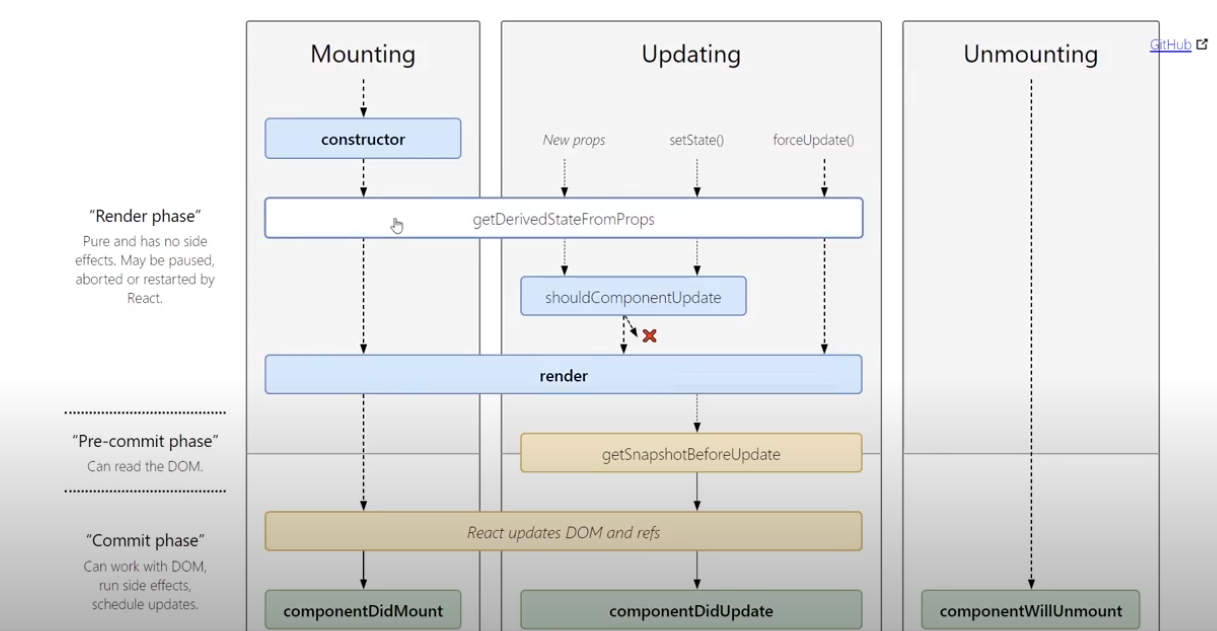 Mounting
Updating
Unmounting
GitHub
constructor
New props
setState()
forceUpdate()
"Render phase"
Pure and has no side
effects. May be paused,
aborted or restarted by
React.
getDerivedStateFromProps
shouldComponentUpdate
render
"Pre-commit phase"
Can read the DOM.
getSnapshotBeforeUpdate
"Commit phase"
Can work with DOM,
run side effects,
schedule updates.
React updates DOM and refs
componentDidMount
componentDidUpdate
componentWillUnmount